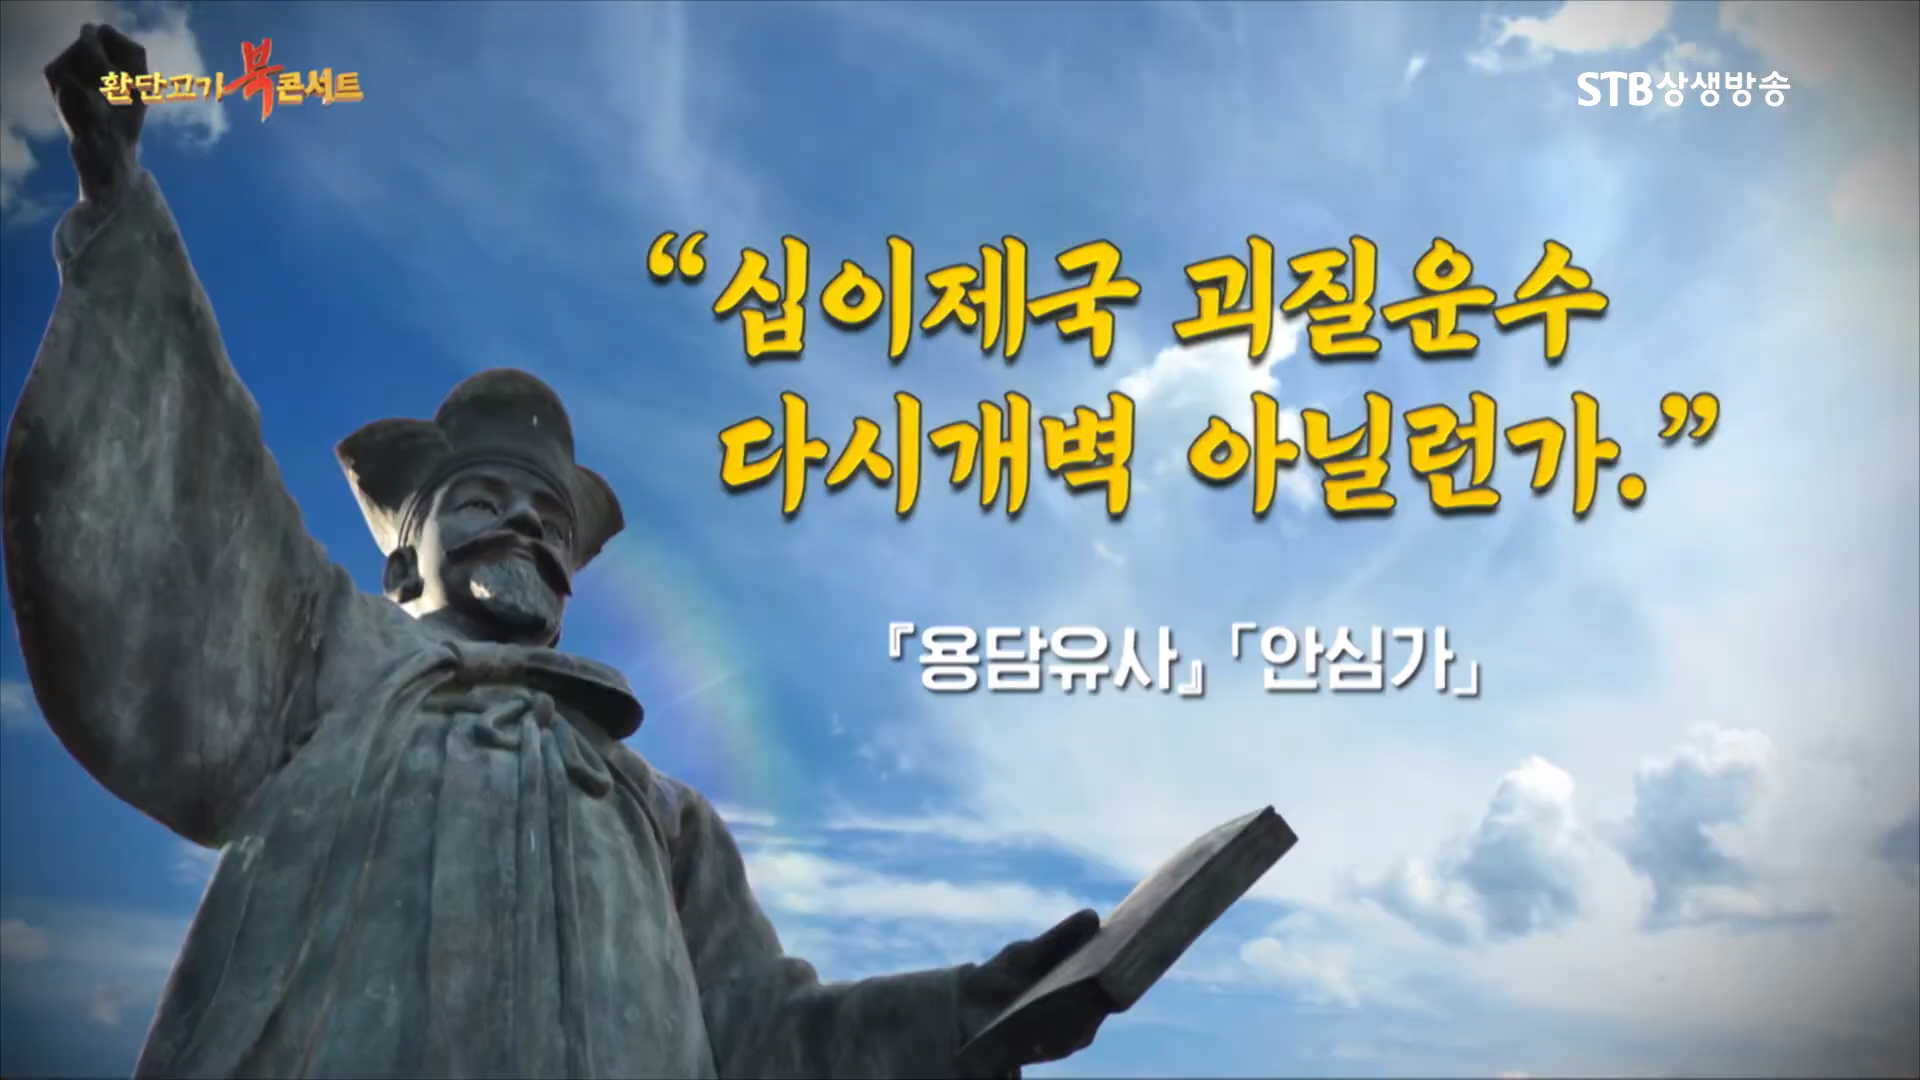 환단고기 북콘서트
STB상생방송
“십이제국 괴질운수
다시개벽 아닐런가.”
『용담유사』「안심가」